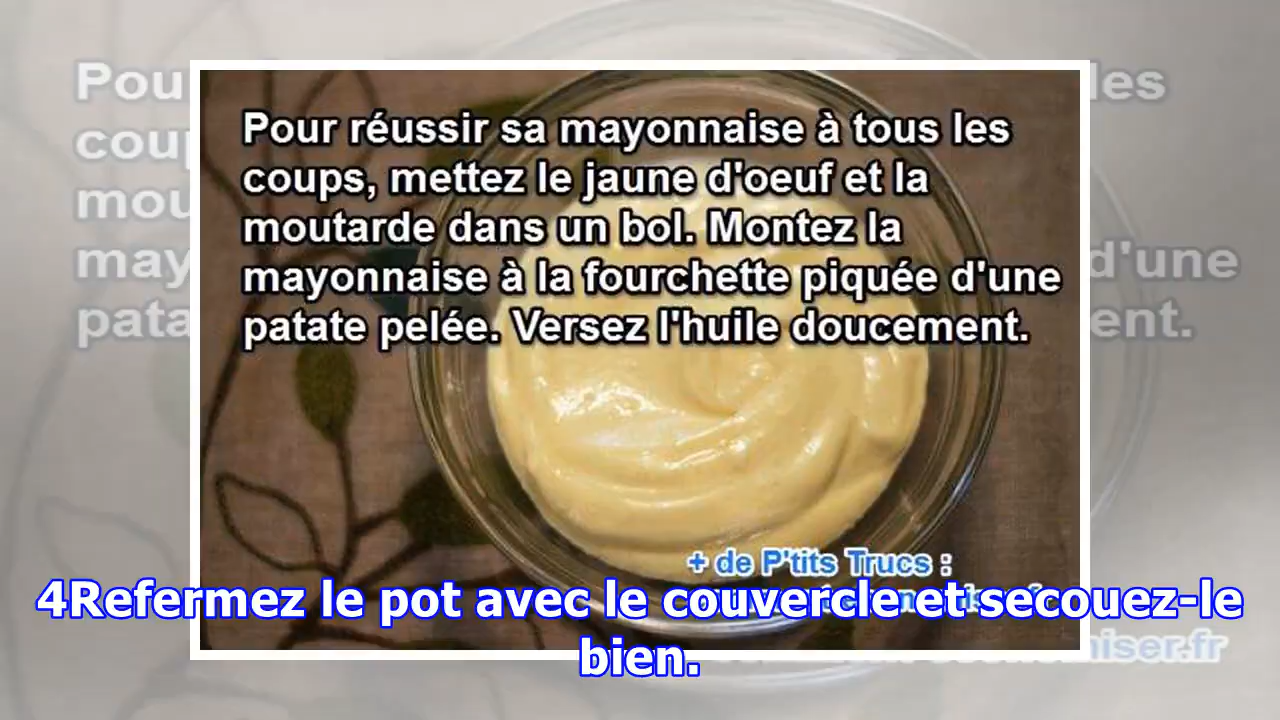 Pour réussir sa mayonnaise à tous les
coups, mettez le jaune d'oeuf et la
moutarde dans un bol. Montez la
mayonnaise à la fourchette piquée d'une
patate pelée. Versez l'huile doucement.
+ de P'tits Trucs :
4Refermez le pot avec le couvercle et secouez-le
bien.